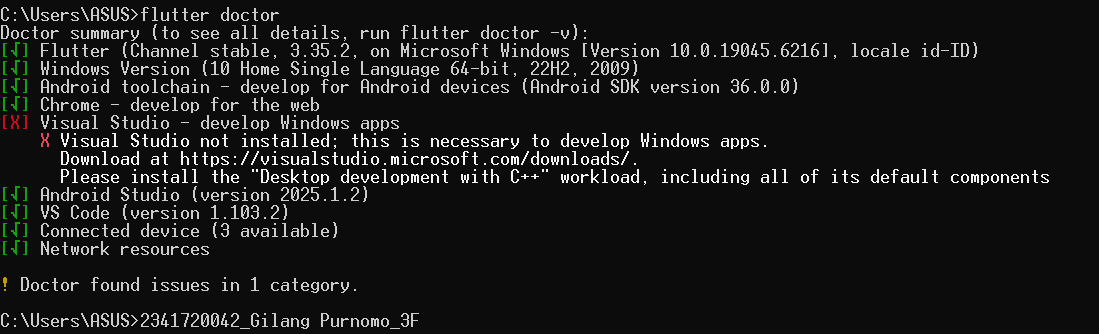 C:\Users\ASUS>flutter doctor
Doctor summary (to see all details, run flutter doctor -v):
[√] Flutter (Channel stable, 3.35.2, on Microsoft Windows [Version 10.0.19045.6216], locale id-ID)
[√] Windows Version (10 Home Single Language 64-bit, 22H2, 2009)
[√] Android toolchain - develop for Android devices (Android SDK version 36.0.0)
[√] Chrome - develop for the web
[X] Visual Studio - develop Windows apps
X Visual Studio not installed; this is necessary to develop Windows apps.
Download at https://visualstudio.microsoft.com/downloads/.
Please install the "Desktop development with C++" workload, including all of its default components
[√] Android Studio (version 2025.1.2)
[√] VS Code (version 1.103.2)
[√] Connected device (3 available)
[√] Network resources
! Doctor found issues in 1 category.
C:\Users\ASUS>2341720042_Gilang Purnomo_3F